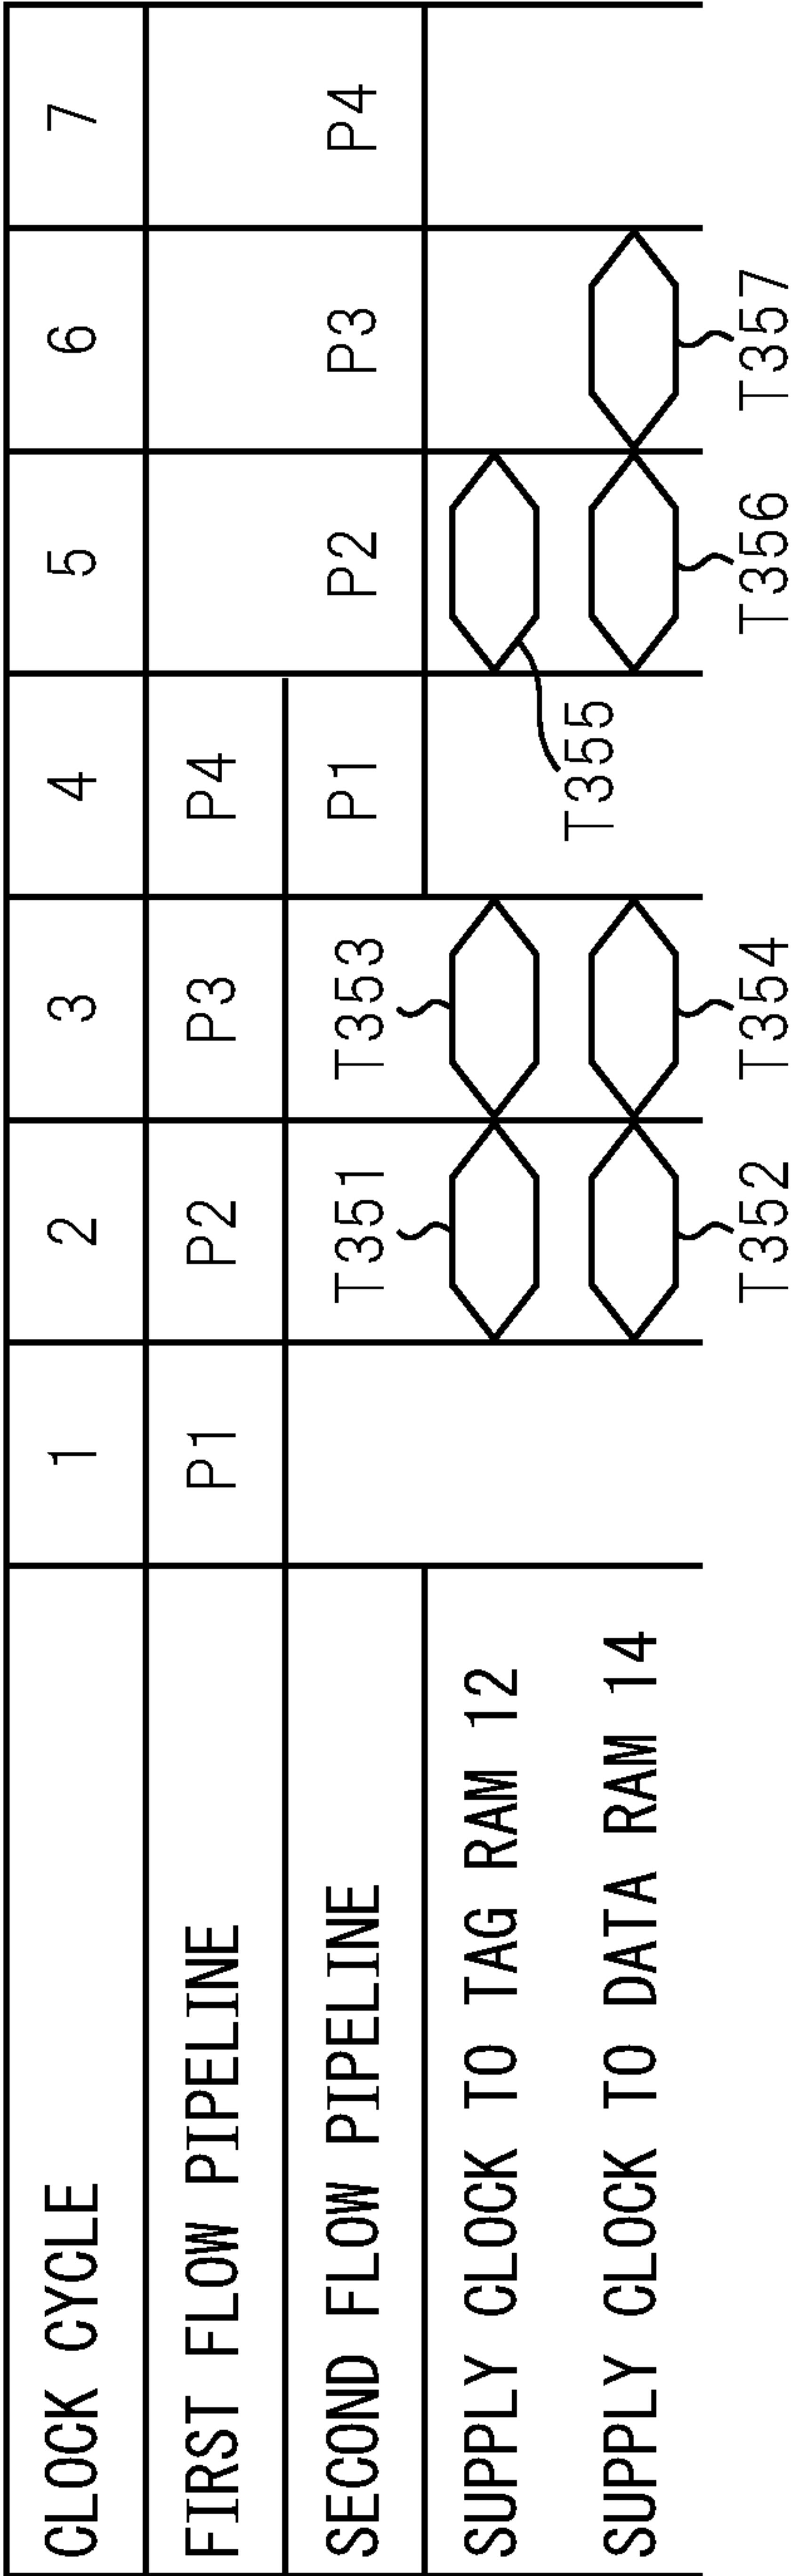 CLOCK CYCLE 1 2 3 4 5 6 7
FIRST FLOW PIPELINE P1 P2 P3 P4
SECOND FLOW PIPELINE P1 P2 P3 P4
T351 T353
SUPPLY CLOCK TO TAG RAM 12
T355
SUPPLY CLOCK TO DATA RAM 14
T352 T354 T356 T357